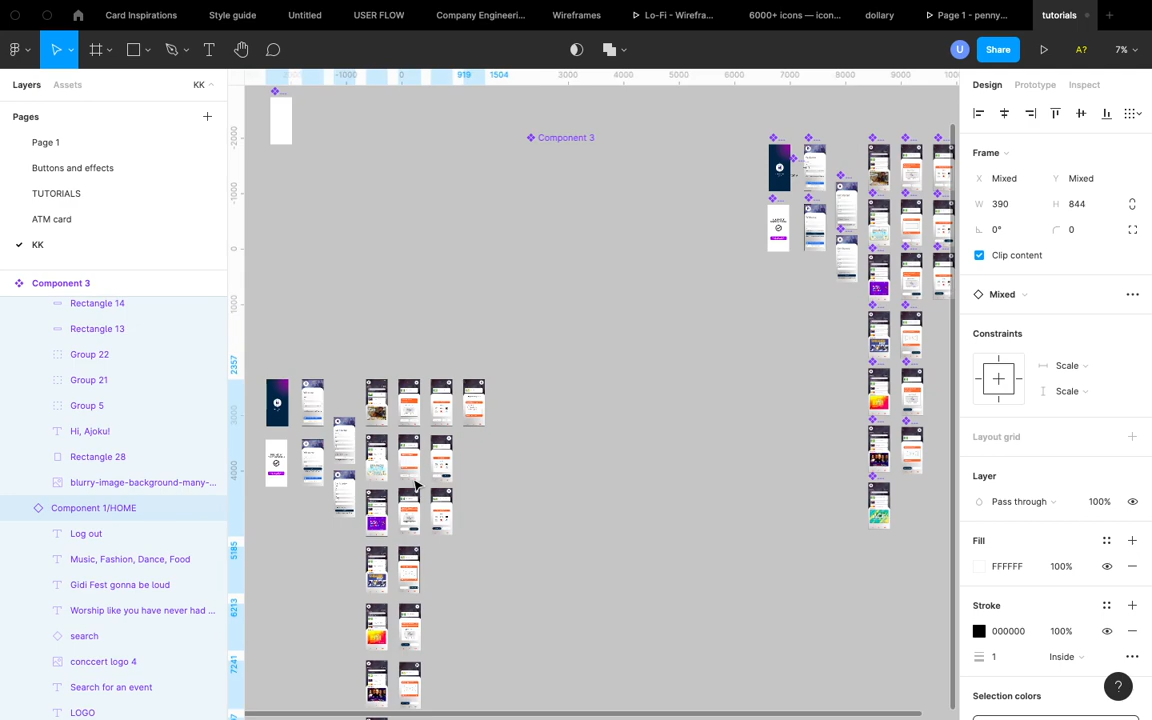 Card Inspirations
Style guide
Untitled
USER FLOW
Company Engineeri...
Wireframes
Lo-Fi - Wirefra...
6000+ icons — icon...
dollary
Page 1 - penny...
tutorials
U
Share
A?
7%
Layers
Assets
KK
Pages
Page 1
Buttons and effects
TUTORIALS
ATM card
KK
Component 3
Rectangle 14
Rectangle 13
Group 22
Group 21
Group 5
Hi, Ajoku!
Rectangle 28
blurry-image-background-many-...
Component 1/HOME
Log out
Music, Fashion, Dance, Food
Gidi Fest gonna be loud
Worship like you have never had ...
search
conccert logo 4
Search for an event
LOGO
-1000
0
919
1504
3000
4000
5000
6000
7000
8000
9000
-2000
-1000
0
1000
2357
3000
4000
5185
6213
7241
Component 3
Design
Prototype
Inspect
Frame
X Mixed
Y Mixed
W 390
H 844
0°
0
Clip content
Mixed
Constraints
Scale
Scale
Layout grid
Layer
Pass through
100%
Fill
FFFFFF
100%
Stroke
000000
100%
1
Inside
Selection colors
?